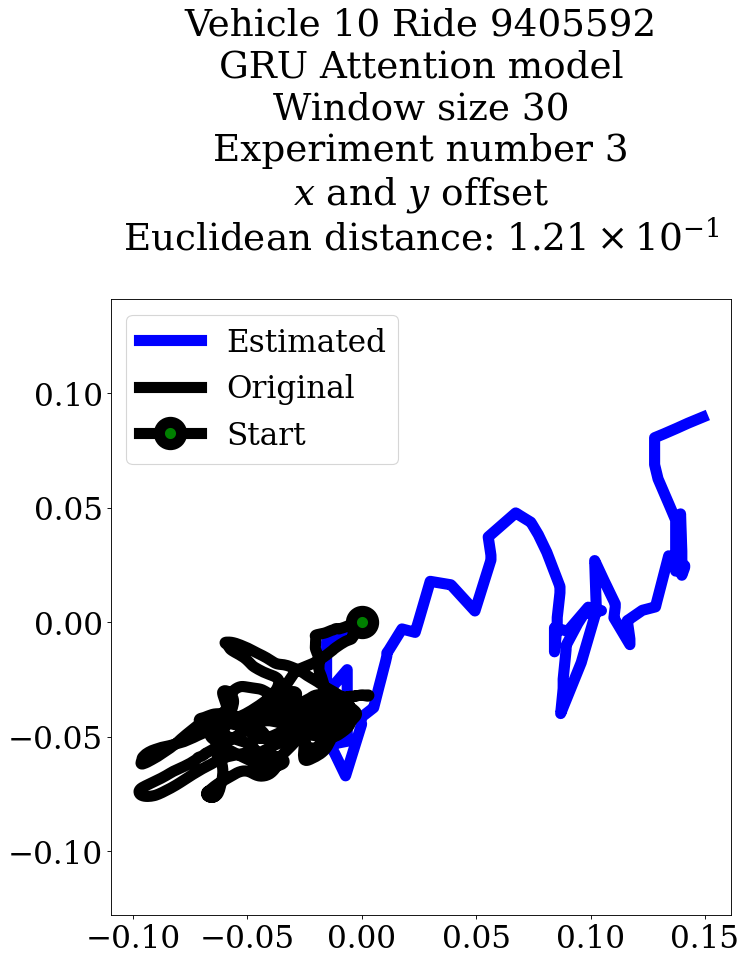 Vehicle 10 Ride 9405592
GRU Attention model
Window size 30
Experiment number 3
x and y offset
Euclidean distance: 1.21 × 10⁻¹
Estimated
Original
Start
0.10
0.05
0.00
−0.05
−0.10
−0.10 −0.05 0.00 0.05 0.10 0.15